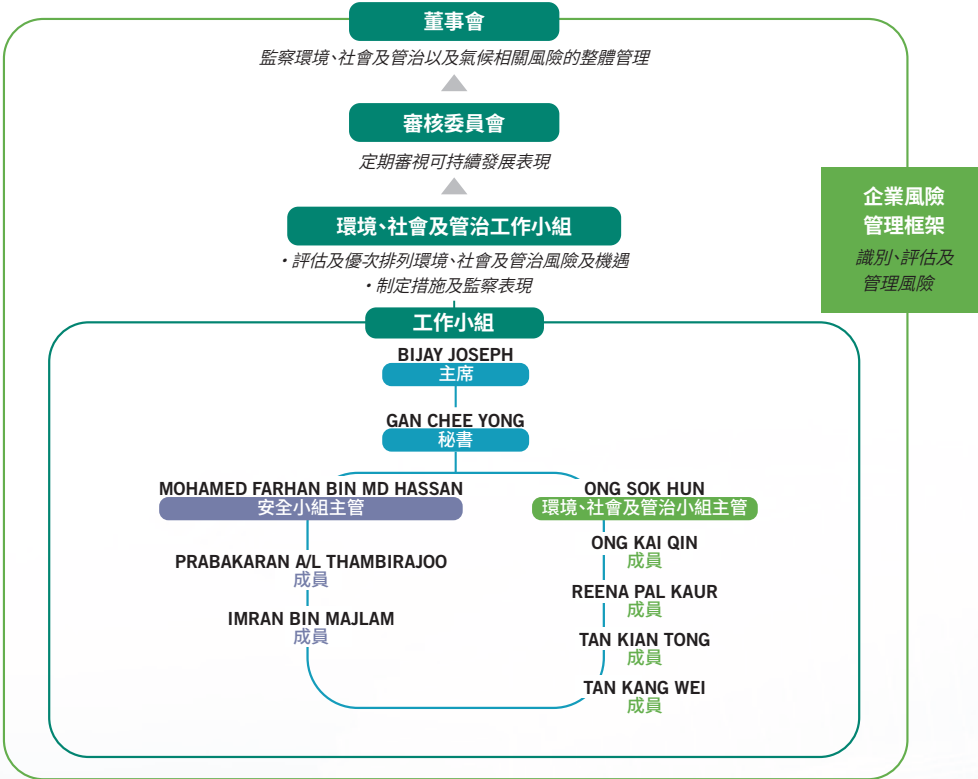 董事會
監察環境、社會及管治以及氣候相關風險的整體管理
審核委員會
定期審視可持續發展表現
環境、社會及管治工作小組
•評估及優次排列環境、社會及管治風險及機遇
•制定措施及監察表現
企業風險
管理框架
識別、評估及
管理風險
工作小組
BIJAY JOSEPH
主席
GAN CHEE YONG
秘書
MOHAMED FARHAN BIN MD HASSAN
安全小組主管
PRABAKARAN A/L THAMBIRAJOO
成員
IMRAN BIN MAJLAM
成員
ONG SOK HUN
環境、社會及管治小組主管
ONG KAI QIN
成員
REENA PAL KAUR
成員
TAN KIAN TONG
成員
TAN KANG WEI
成員